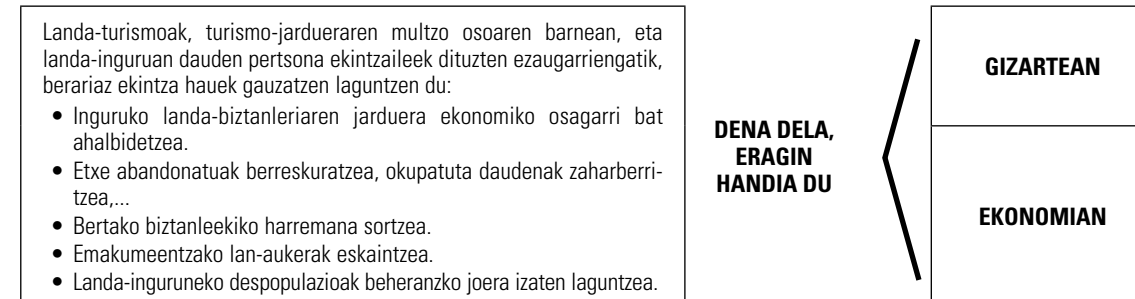 Landa-turismoak, turismo-jardueraren multzo osoaren barnean, eta
landa-inguruan dauden pertsona ekintzaileek dituzten ezaugarriengatik,
berariaz ekintza hauek gauzatzen laguntzen du:
• Inguruko landa-biztanleriaren jarduera ekonomiko osagarri bat
ahalbidetzea.
• Etxe abandonatuak berreskuratzea, okupatuta daudenak zaharberri-
tzea,...
• Bertako biztanleekiko harremana sortzea.
• Emakumeentzako lan-aukerak eskaintzea.
• Landa-inguruneko despopulazioak beheranzko joera izaten laguntzea.
DENA DELA,
ERAGIN
HANDIA DU
GIZARTEAN
EKONOMIAN